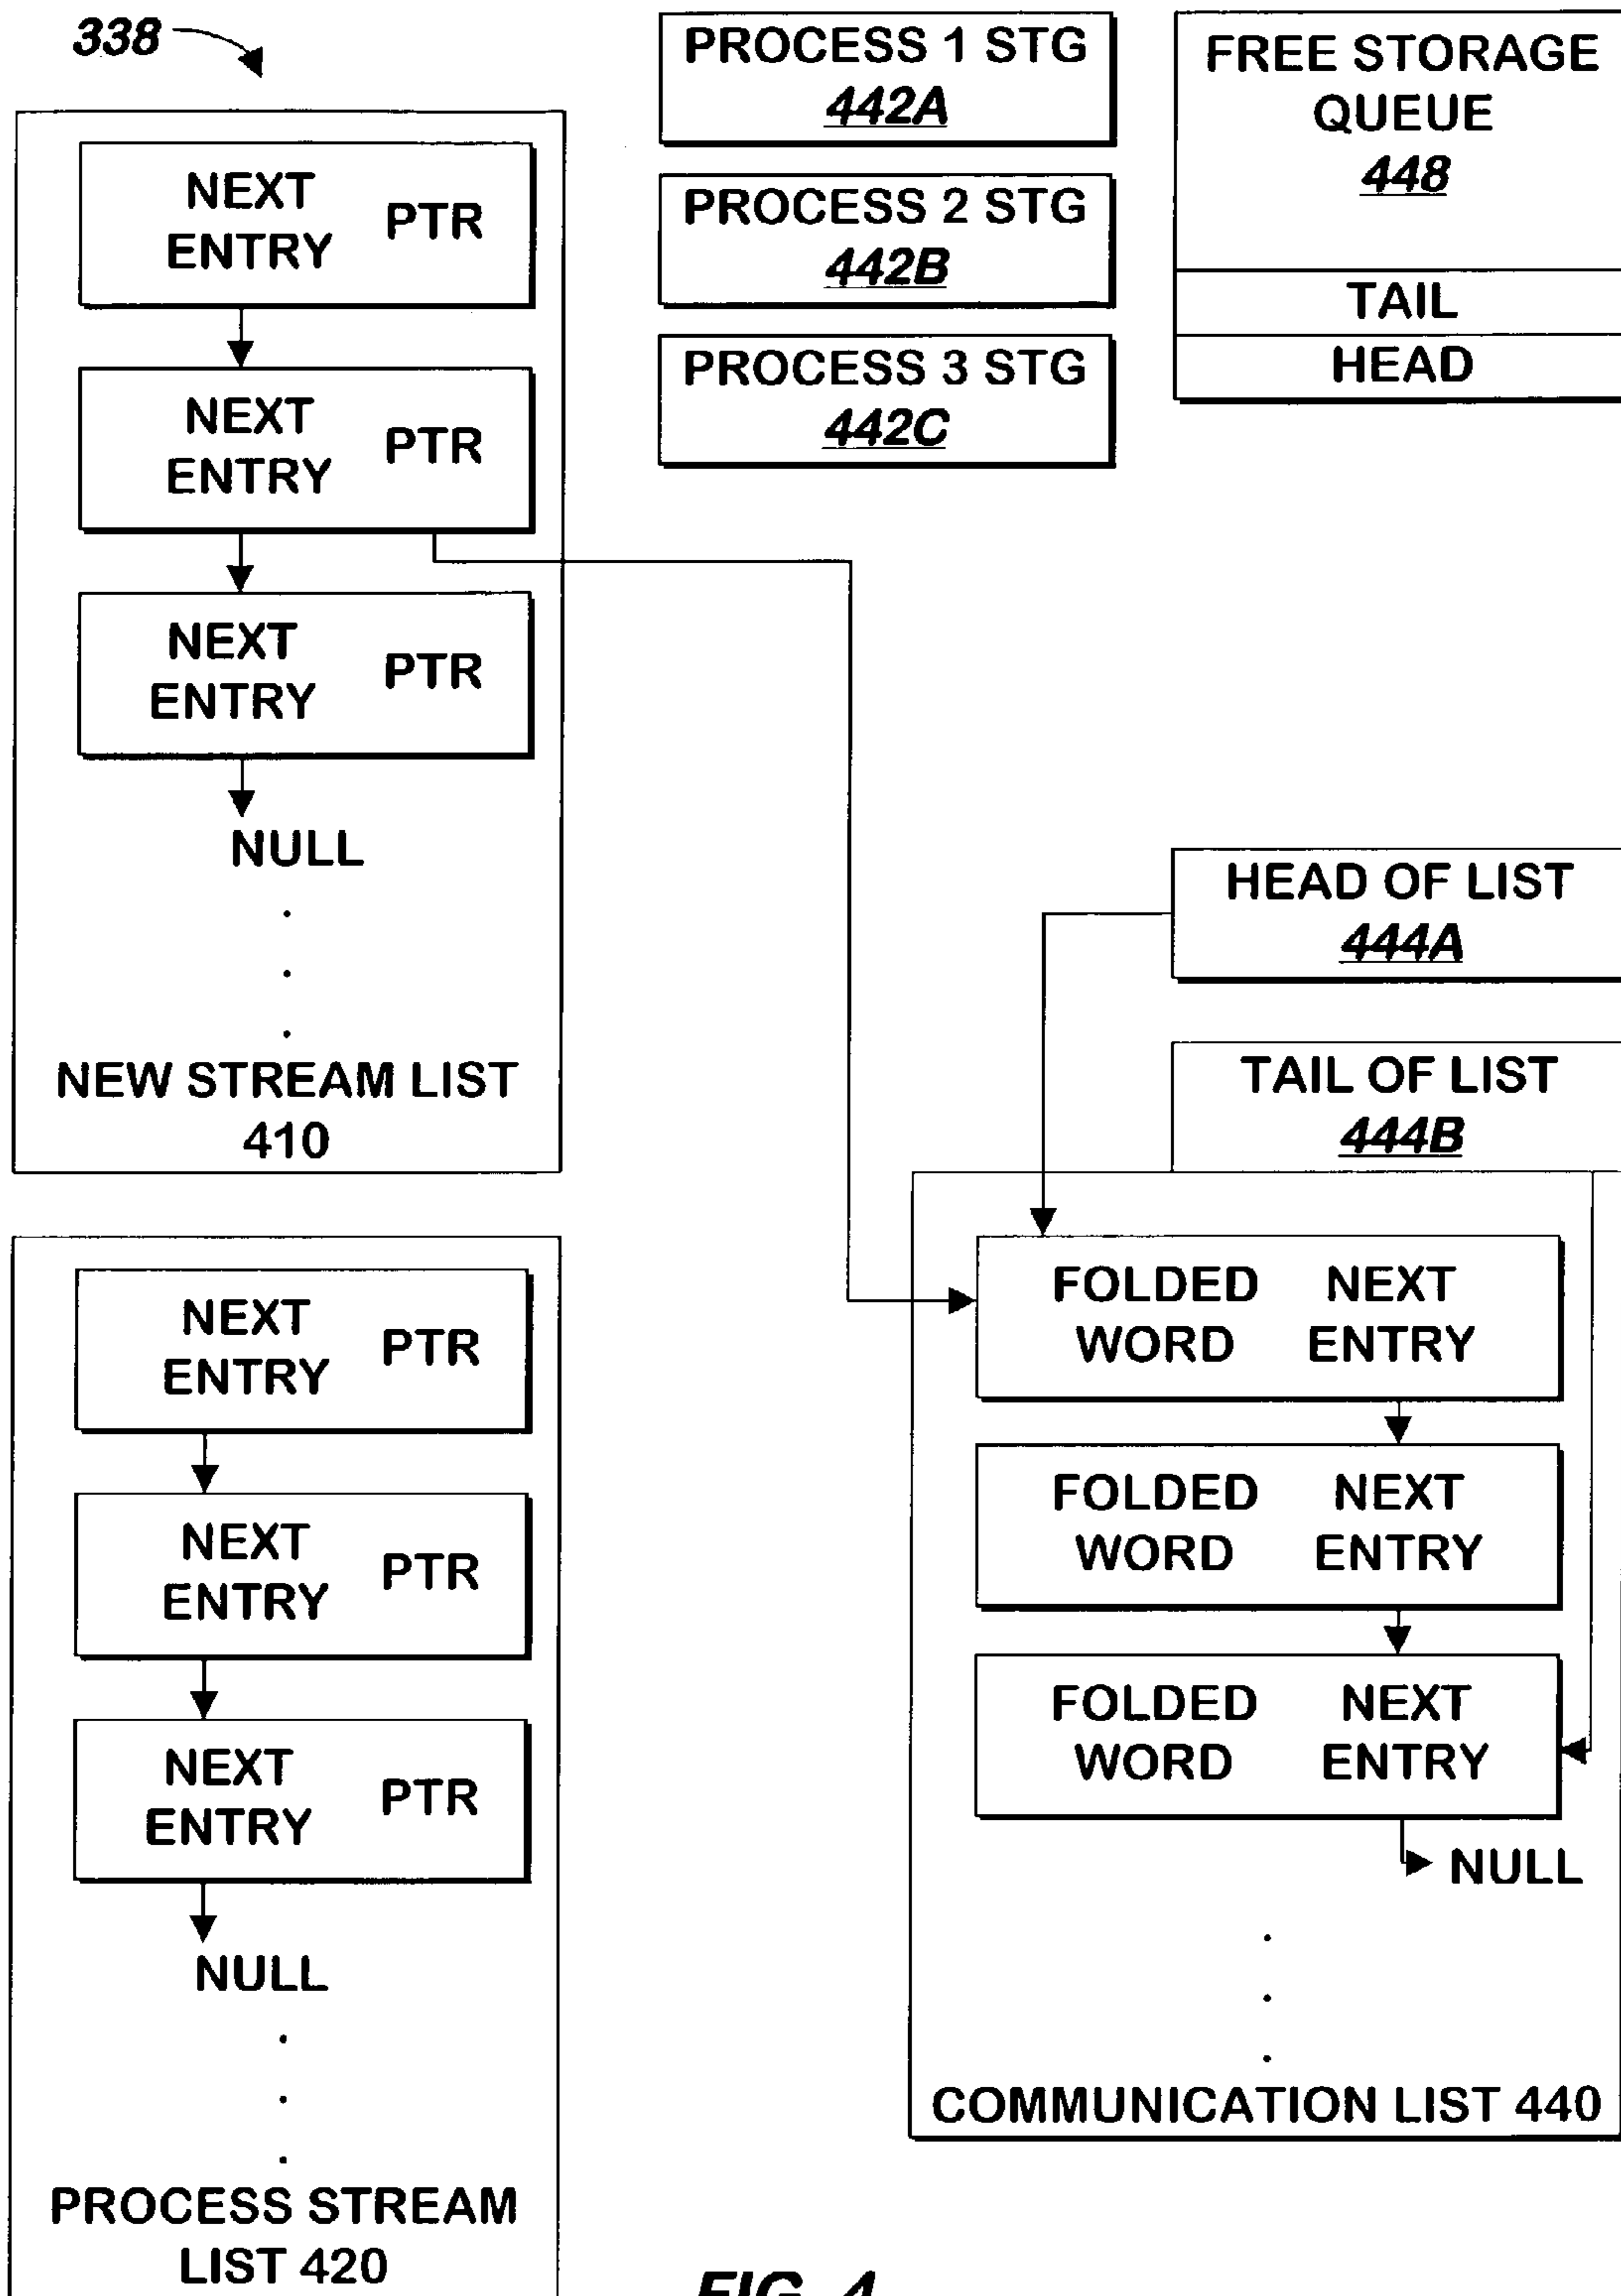 338
NEXT
ENTRY PTR
NEXT
ENTRY PTR
NEXT
ENTRY PTR
NULL
NEW STREAM LIST
410
PROCESS 1 STG
442A
PROCESS 2 STG
442B
PROCESS 3 STG
442C
FREE STORAGE
QUEUE
448
TAIL
HEAD
HEAD OF LIST
444A
TAIL OF LIST
444B
NEXT
ENTRY PTR
NEXT
ENTRY PTR
NEXT
ENTRY PTR
NULL
PROCESS STREAM
LIST 420
FOLDED NEXT
WORD ENTRY
FOLDED NEXT
WORD ENTRY
FOLDED NEXT
WORD ENTRY
NULL
COMMUNICATION LIST 440
FIG. 4